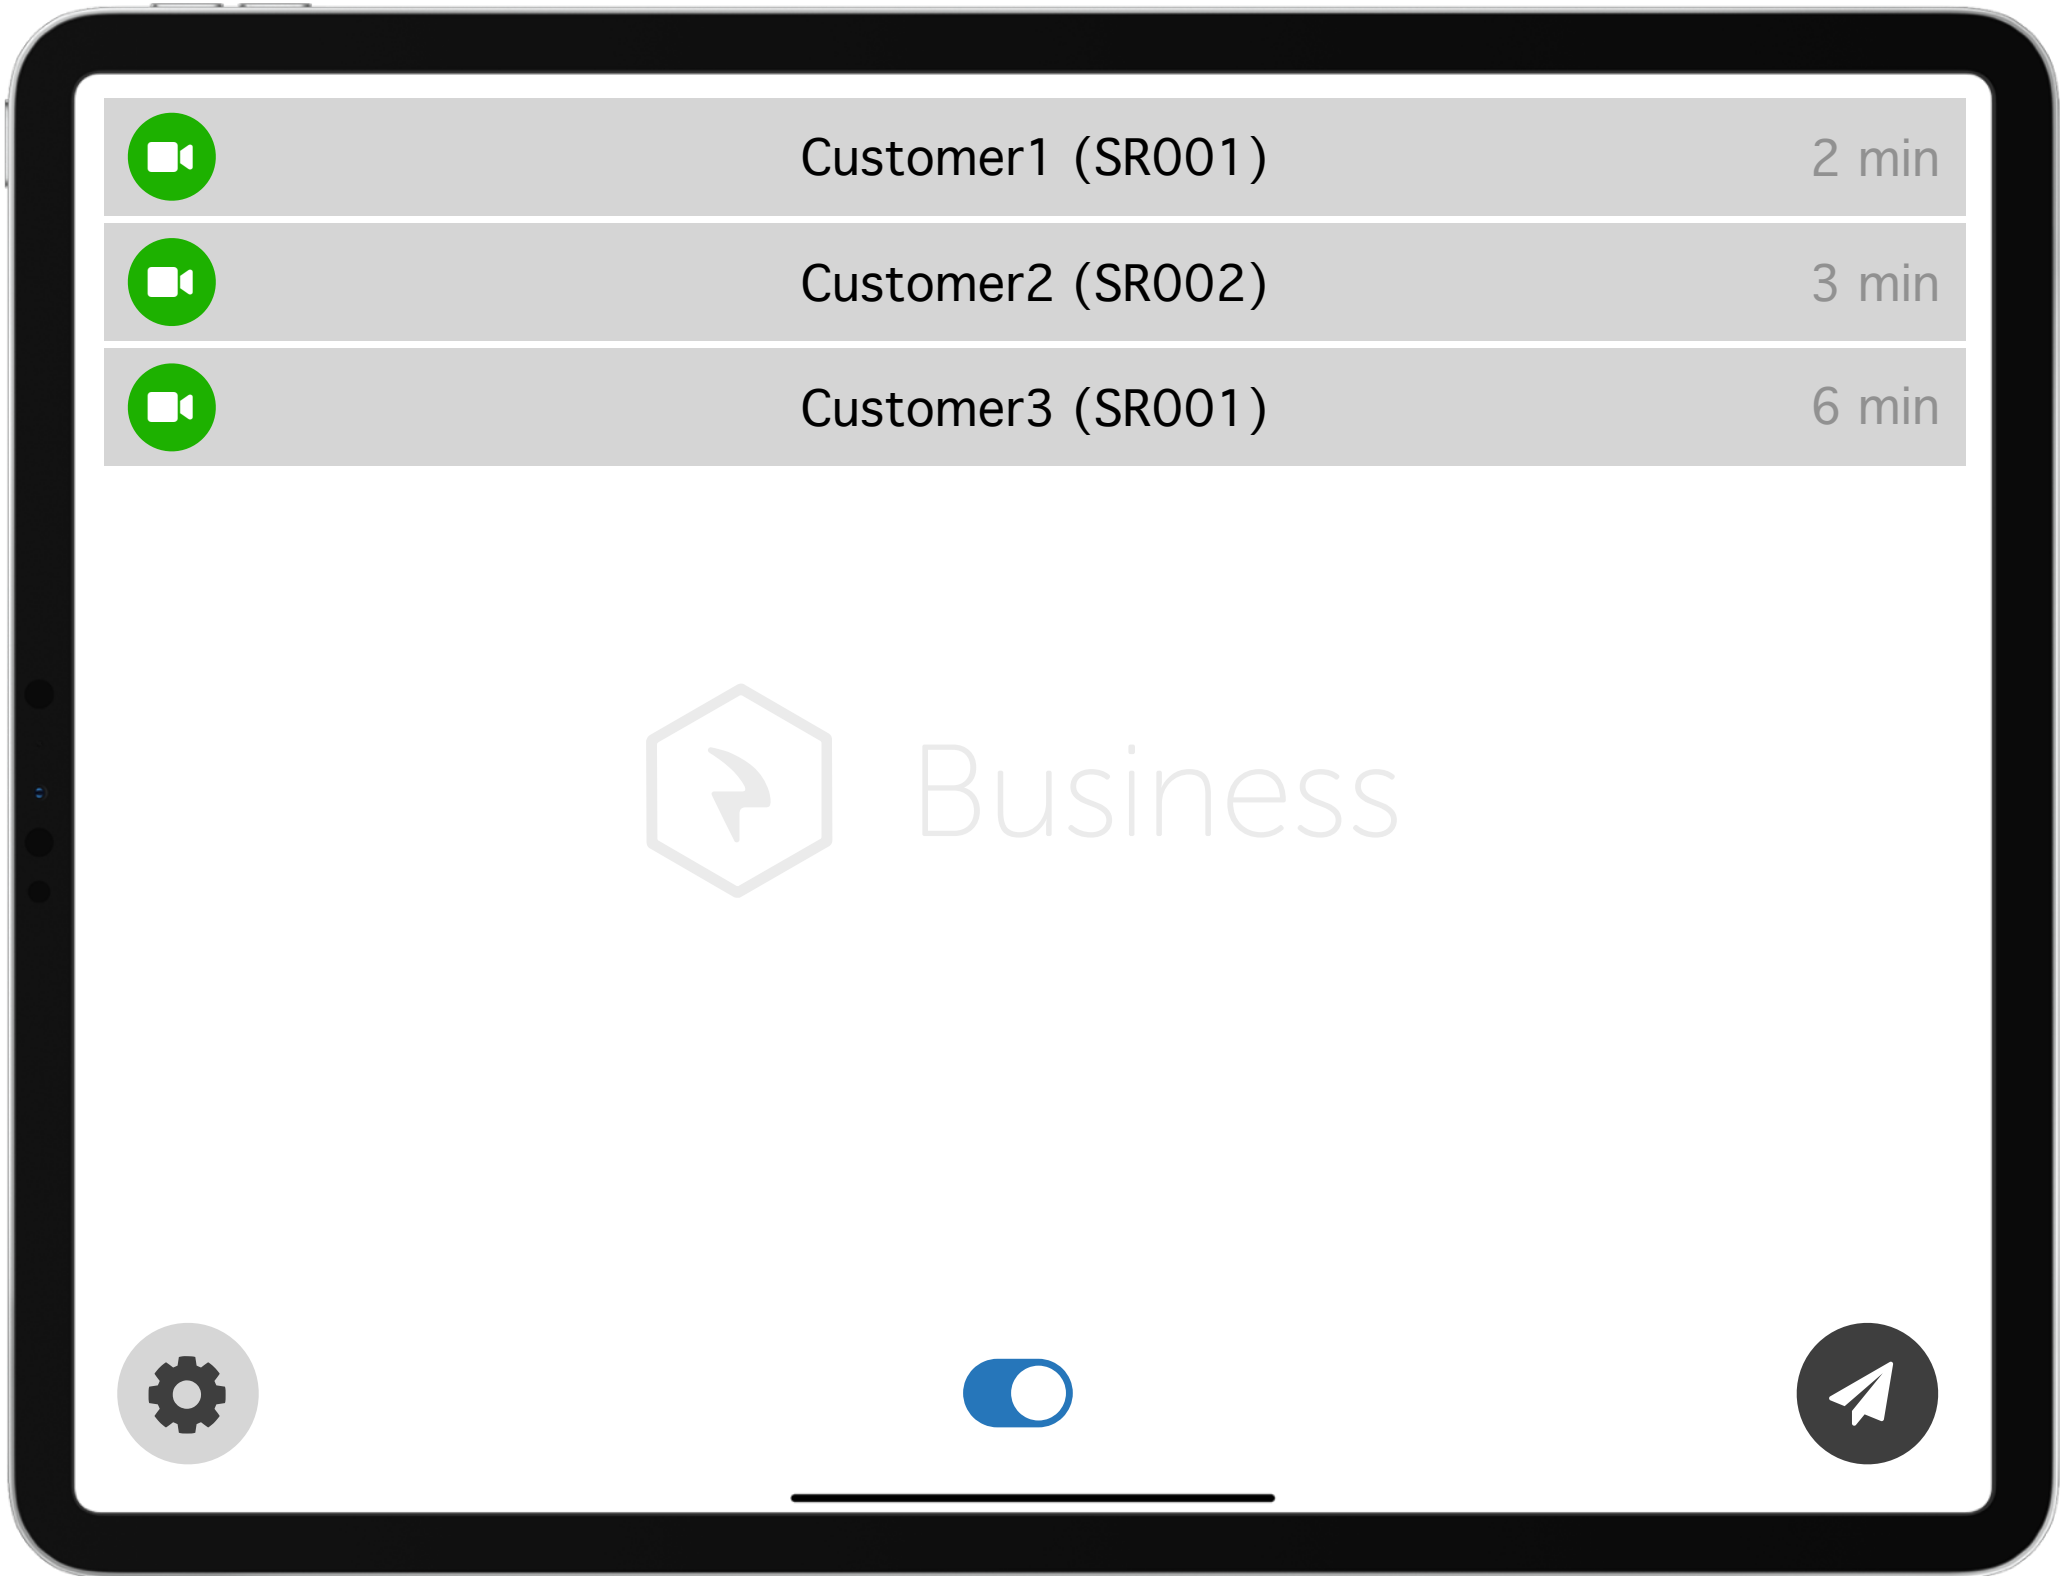 Customer1 (SR001) 2 min
Customer2 (SR002) 3 min
Customer3 (SR001) 6 min
Business